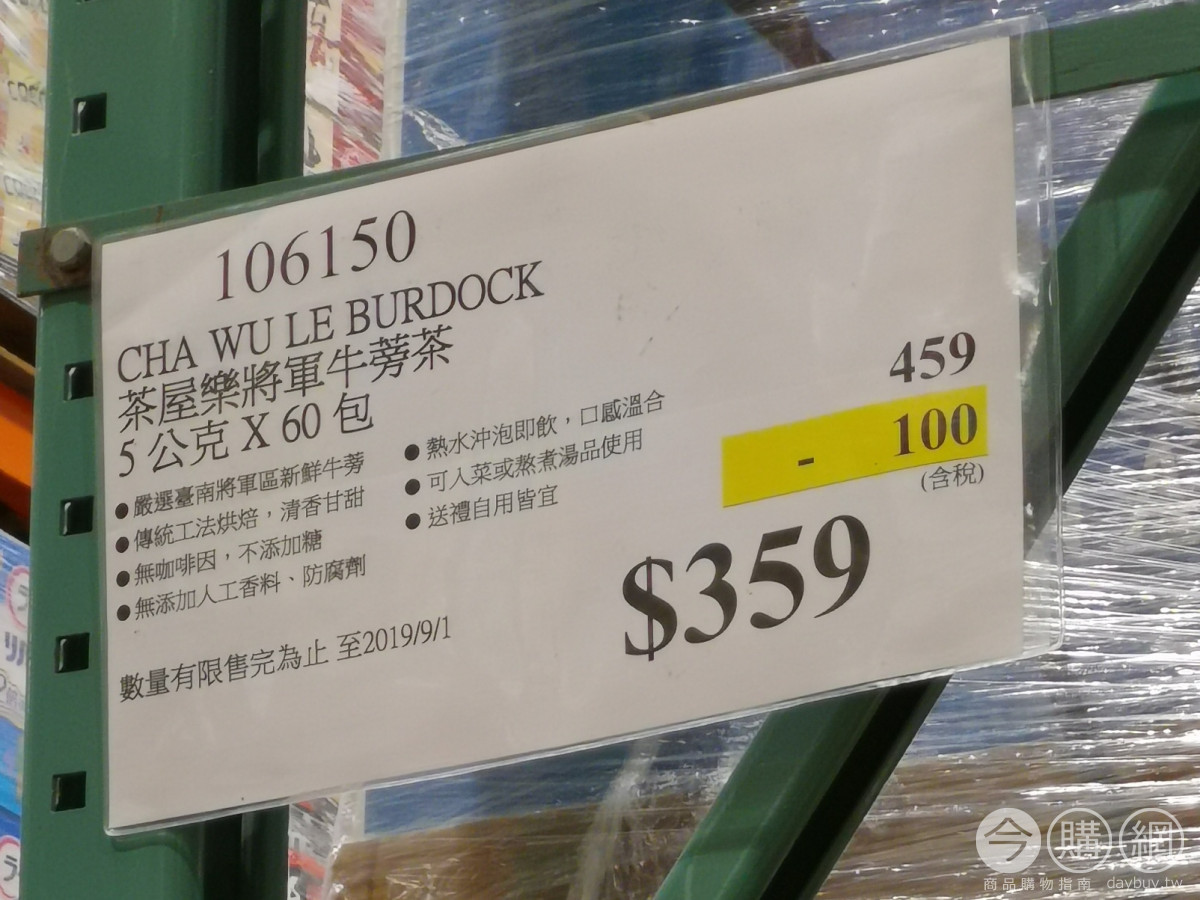 106150
CHA WU LE BURDOCK
茶屋樂將軍牛蒡茶
5 公克 X 60 包
●嚴選臺南將軍區新鮮牛蒡
●傳統工法烘焙，清香甘甜
●無咖啡因，不添加糖
●無添加人工香料、防腐劑
●熱水沖泡即飲，口感溫合
●可入菜或熬煮湯品使用
●送禮自用皆宜
459
- 100
(含稅)
$359
數量有限售完為止 至2019/9/1
今購網
商品購物指南 daybuy.tw